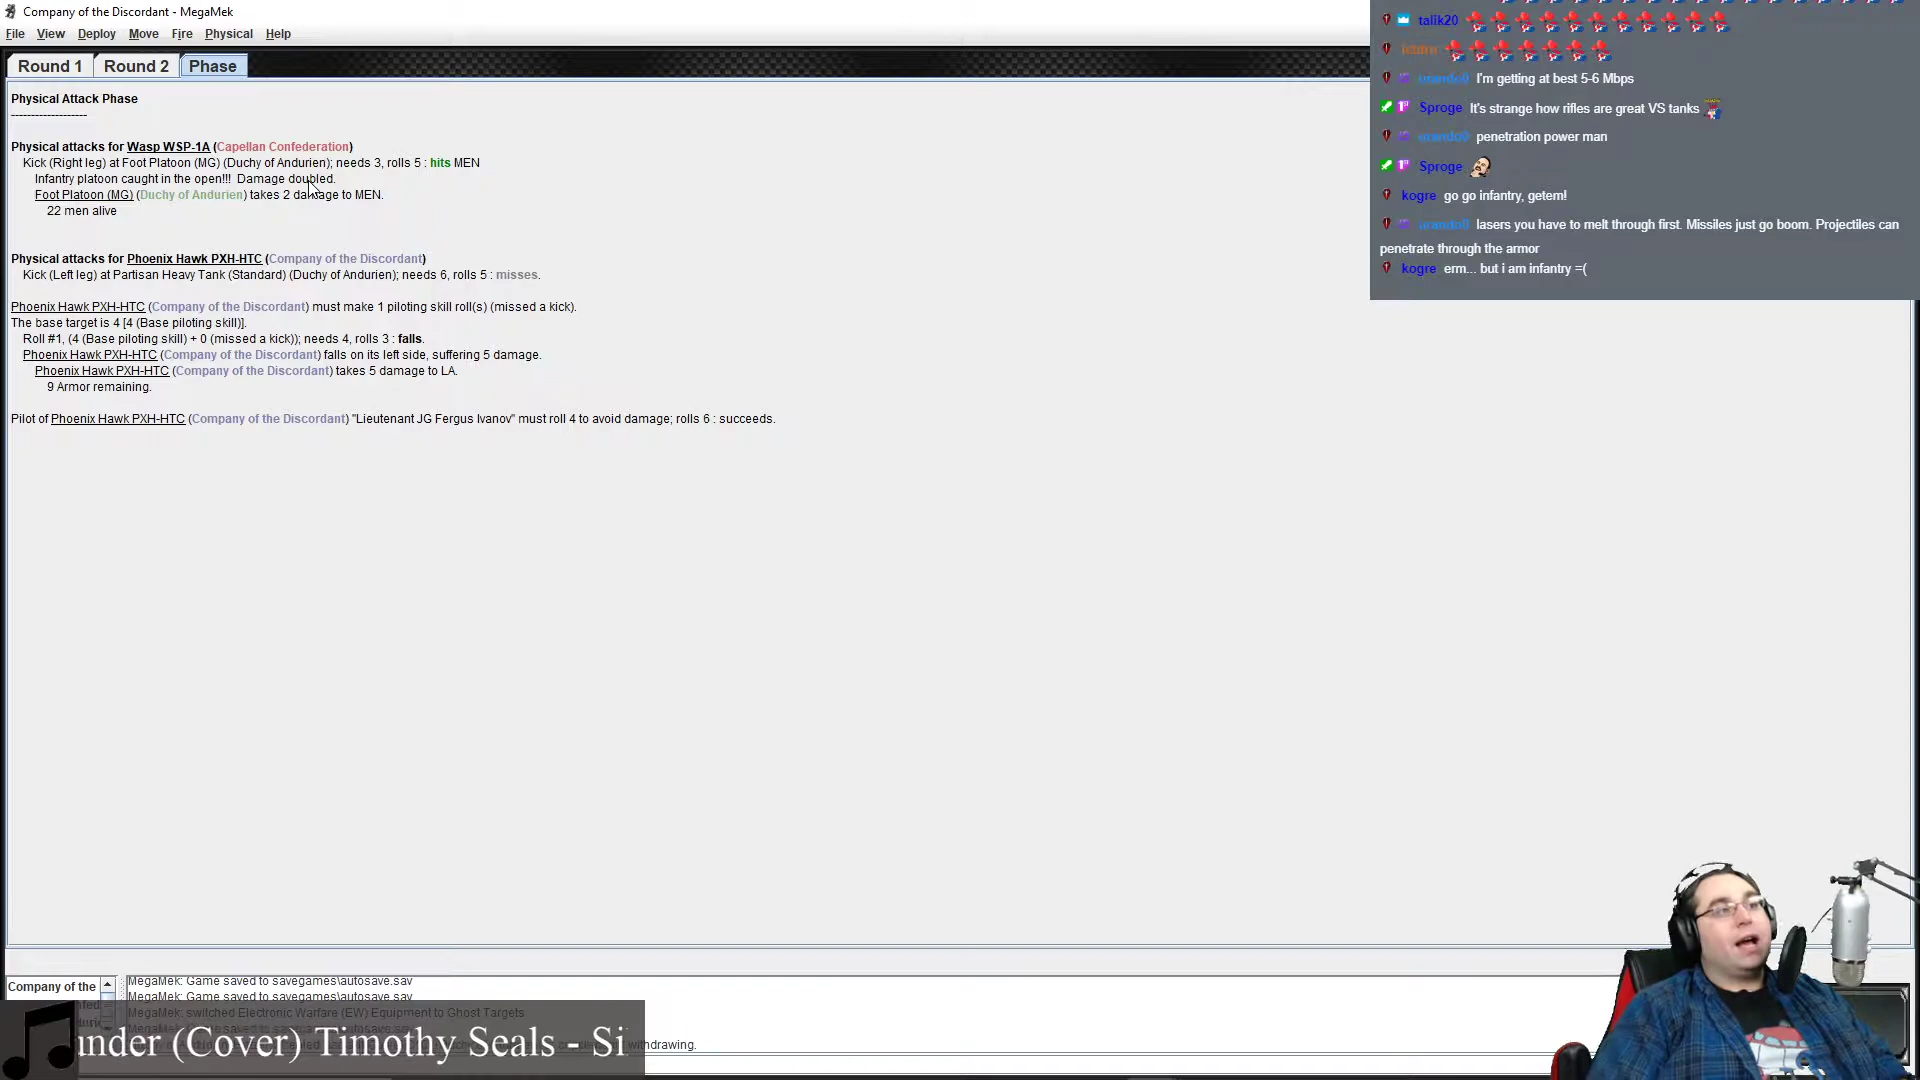 Company of the Discordant - MegaMek
File View Deploy Move Fire Physical Help
Round 1 Round 2 Phase
Physical Attack Phase
-------------------
Physical attacks for Wasp WSP-1A (Capellan Confederation)
Kick (Right leg) at Foot Platoon (MG) (Duchy of Andurien); needs 3, rolls 5 : hits MEN
Infantry platoon caught in the open!!! Damage doubled.
Foot Platoon (MG) (Duchy of Andurien) takes 2 damage to MEN.
22 men alive
Physical attacks for Phoenix Hawk PXH-HTC (Company of the Discordant)
Kick (Left leg) at Partisan Heavy Tank (Standard) (Duchy of Andurien); needs 6, rolls 5 : misses.
Phoenix Hawk PXH-HTC (Company of the Discordant) must make 1 piloting skill roll(s) (missed a kick).
The base target is 4 [4 (Base piloting skill)].
Roll #1, (4 (Base piloting skill) + 0 (missed a kick)); needs 4, rolls 3 : falls.
Phoenix Hawk PXH-HTC (Company of the Discordant) falls on its left side, suffering 5 damage.
Phoenix Hawk PXH-HTC (Company of the Discordant) takes 5 damage to LA.
9 Armor remaining.
Pilot of Phoenix Hawk PXH-HTC (Company of the Discordant) "Lieutenant JG Fergus Ivanov" must roll 4 to avoid damage; rolls 6 : succeeds.
talik20
I'm getting at best 5-6 Mbps
Sproge It's strange how rifles are great VS tanks
penetration power man
Sproge
kogre go go infantry, getem!
lasers you have to melt through first. Missiles just go boom. Projectiles can
penetrate through the armor
kogre erm... but i am infantry =(
Company of the
MegaMek: Game saved to savegames\autosave.sav
MegaMek: Game saved to savegames\autosave.sav
MegaMek: switched Electronic Warfare (EW) Equipment to Ghost Targets
withdrawing.
under (Cover) Timothy Seals - Si